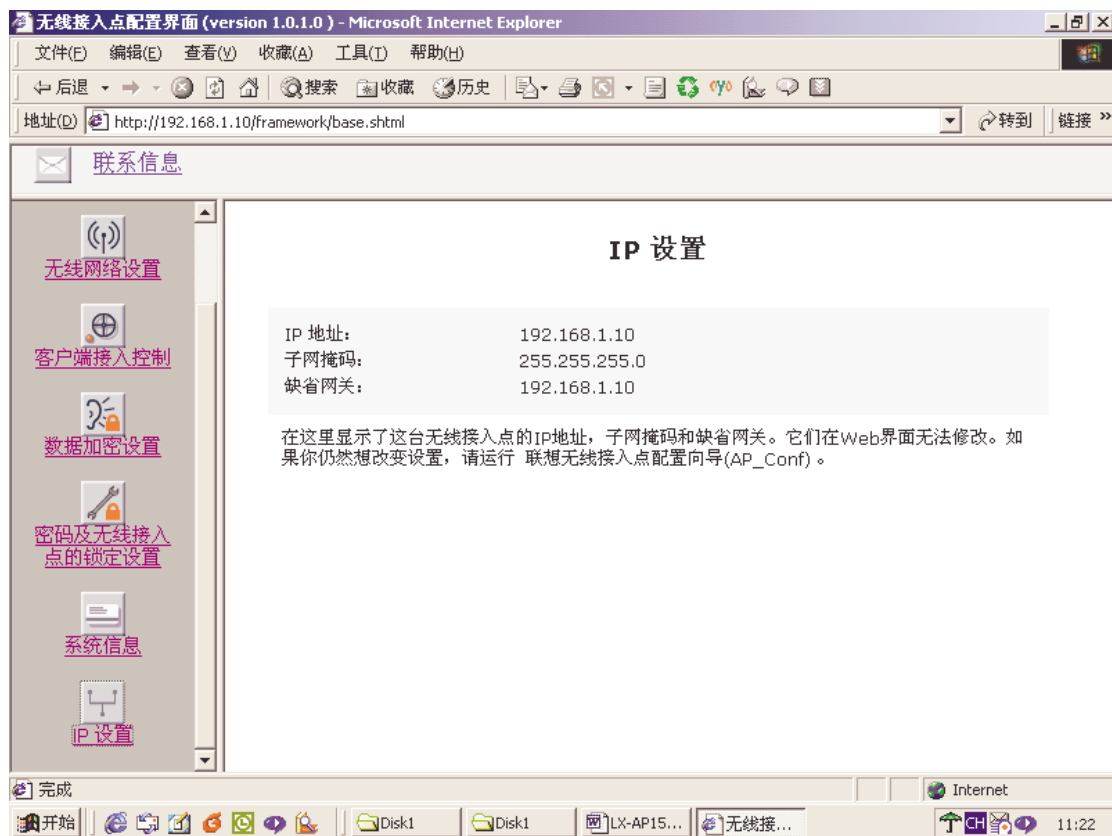 无线接入点配置界面 (version 1.0.1.0 ) - Microsoft Internet Explorer
文件(F) 编辑(E) 查看(V) 收藏(A) 工具(T) 帮助(H)
后退 搜索 收藏 历史
地址(D) http://192.168.1.10/framework/base.shtml 转到 链接 »
联系信息
无线网络设置
客户端接入控制
数据加密设置
密码及无线接入
点的锁定设置
系统信息
IP 设置
IP 设置
IP 地址: 192.168.1.10
子网掩码: 255.255.255.0
缺省网关: 192.168.1.10
在这里显示了这台无线接入点的IP地址，子网掩码和缺省网关。它们在Web界面无法修改。如
果你仍然想改变设置，请运行 联想无线接入点配置向导(AP_Conf) 。
完成 Internet
开始 Disk1 Disk1 LX-AP15... 无线接... CH 11:22